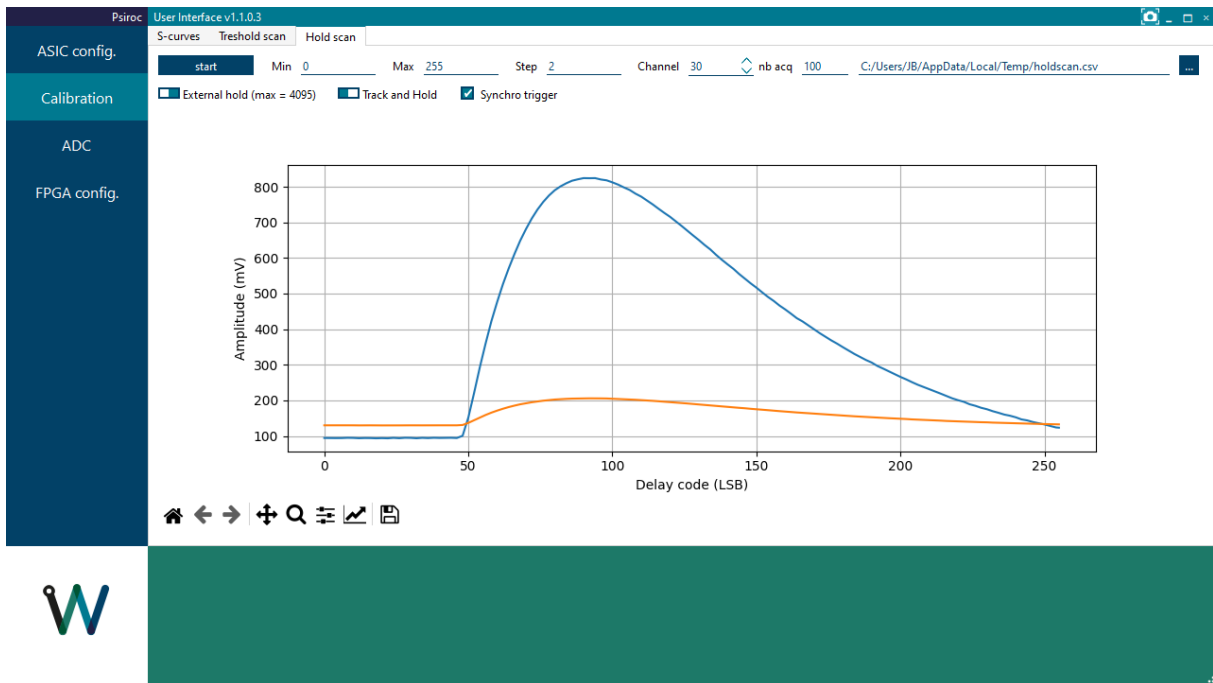 Psiroc User Interface v1.1.0.3
S-curves Treshold scan Hold scan
start Min 0 Max 255 Step 2 Channel 30 nb acq 100 C:/Users/JB/AppData/Local/Temp/holdscan.csv ...
External hold (max = 4095) Track and Hold Synchro trigger
ASIC config.
Calibration
ADC
FPGA config.
800
700
600
500
400
300
200
100
Amplitude (mV)
0 50 100 150 200 250
Delay code (LSB)